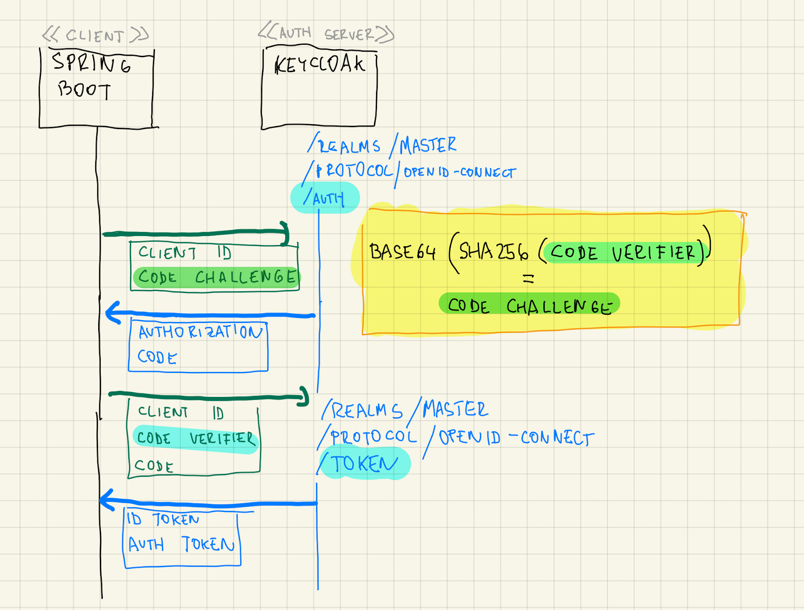 <<CLIENT>>
<<AUTH SERVER>>
SPRING
BOOT
KEYCLOAK
/REALMS /MASTER
/PROTOCOL/OPENID-CONNECT
/AUTH
CLIENT ID
CODE CHALLENGE
BASE64 (SHA256 (CODE VERIFIER))
=
CODE CHALLENGE
AUTHORIZATION
CODE
CLIENT ID
CODE VERIFIER
CODE
/REALMS /MASTER
/PROTOCOL /OPENID-CONNECT
/TOKEN
ID TOKEN
AUTH TOKEN